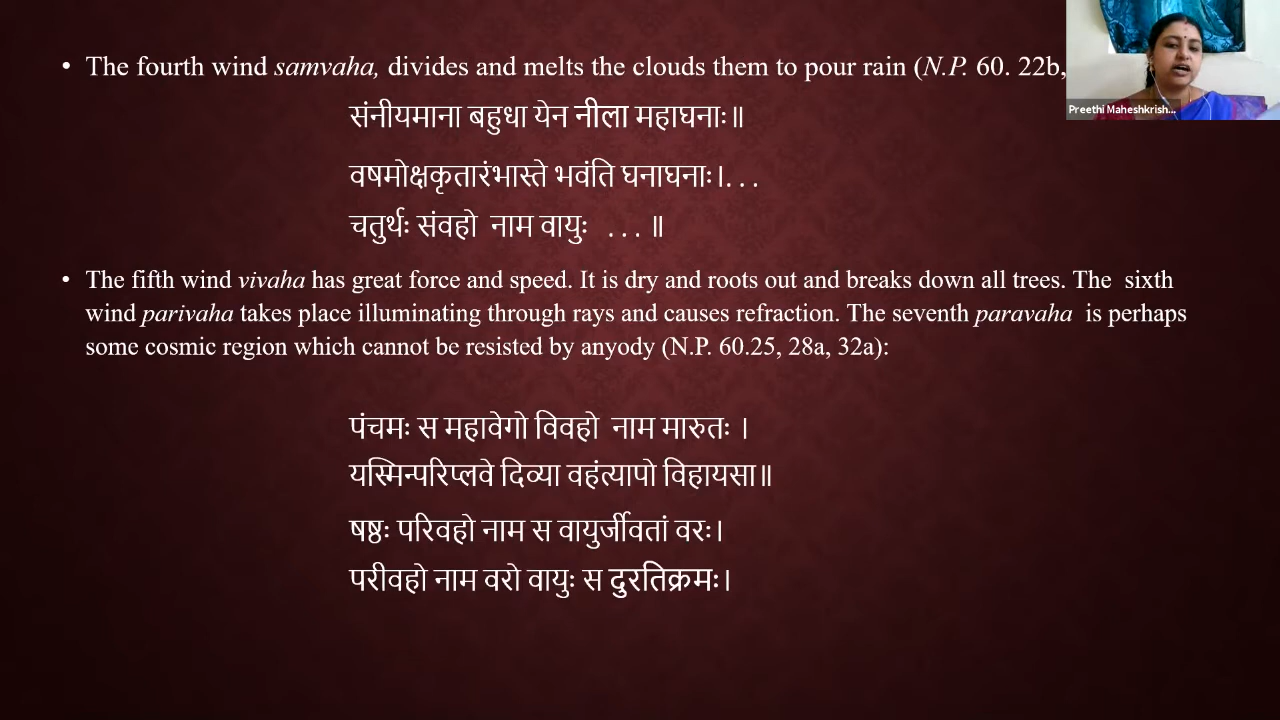 • The fourth wind samvaha, divides and melts the clouds them to pour rain (N.P. 60. 22b,
संनीयमाना बहुधा येन नीला महाघनाः॥
वषमोक्षकृतारंभास्ते भवंति घनाघनाः।...
चतुर्थः संवहो नाम वायुः ...॥
• The fifth wind vivaha has great force and speed. It is dry and roots out and breaks down all trees. The sixth
wind parivaha takes place illuminating through rays and causes refraction. The seventh paravaha is perhaps
some cosmic region which cannot be resisted by anyody (N.P. 60.25, 28a, 32a):
पंचमः स महावेगो विवहो नाम मारुतः ।
यस्मिन्परिप्लवे दिव्या वहंत्यापो विहायसा॥
षष्ठः परिवहो नाम स वायुर्जीवतां वरः।
परीवहो नाम वरो वायुः स दुरतिक्रमः।
Preethi Maheshkrish...